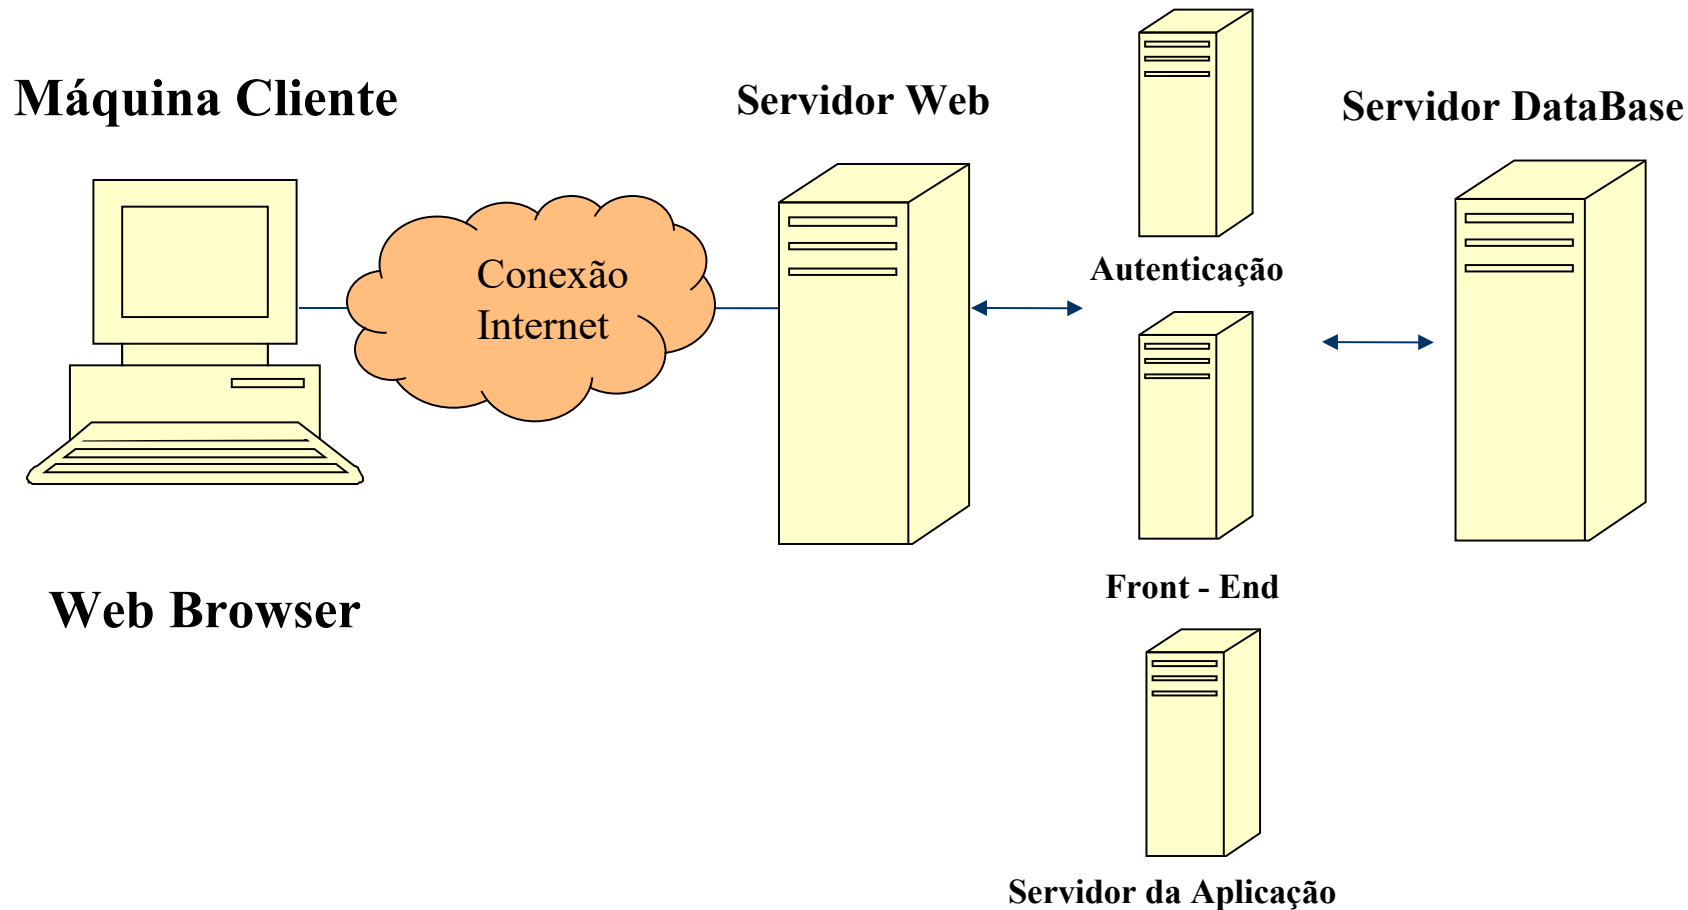 Máquina Cliente
Servidor Web
Servidor DataBase
Conexão
Internet
Autenticação
Front - End
Web Browser
Servidor da Aplicação